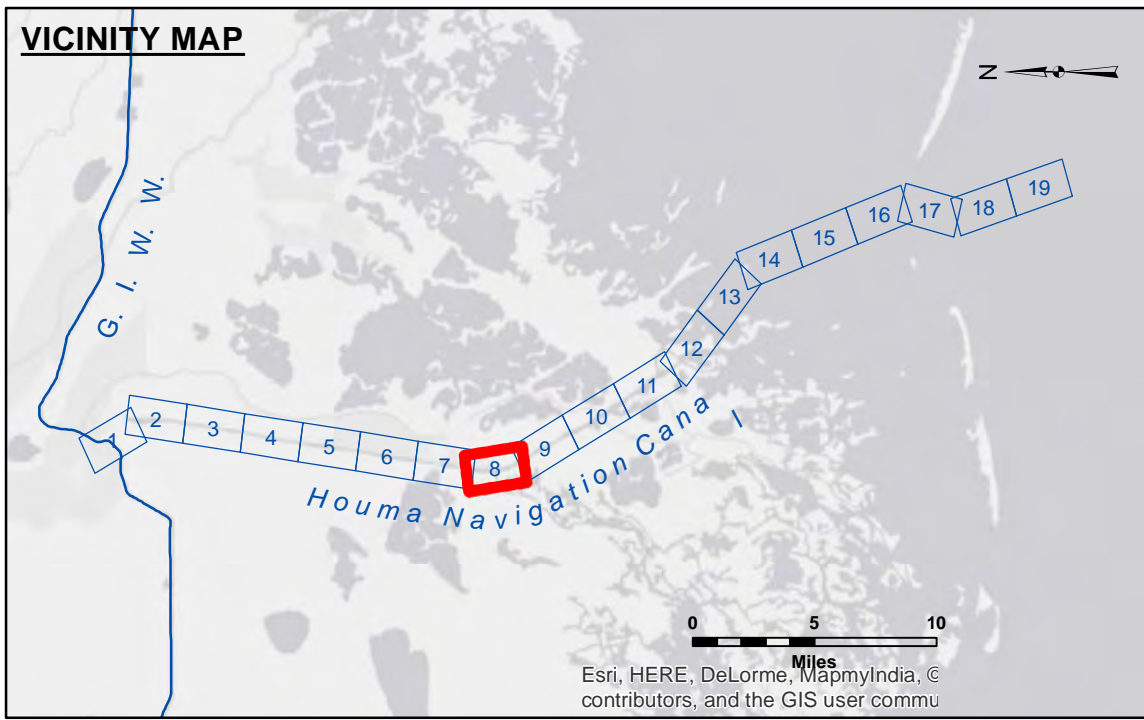 VICINITY MAP
N
G. I. W. W.
1
2
3
4
5
6
7
8
9
10
11
12
13
14
15
16
17
18
19
Houma Navigation Canal
0 5 10
Miles
Esri, HERE, DeLorme, MapmyIndia, ©
contributors, and the GIS user commu